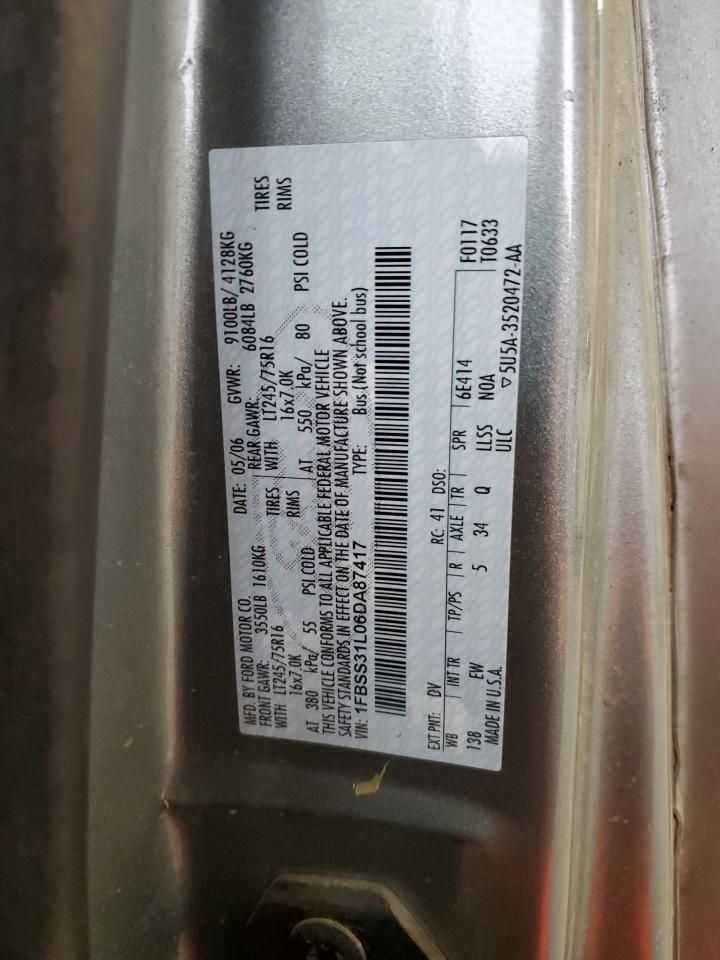 MFD. BY FORD MOTOR CO. DATE: 05/06 GVWR: 9100LB/ 4128KG
FRONT GAWR: 3550LB 1610KG REAR GAWR: 6084LB 2760KG
WITH LT245/75R16 TIRES WITH LT245/75R16 TIRES
16x7.0K RIMS 16x7.0K RIMS
AT 380 kPa/ 55 PSI COLD AT 550 kPa/ 80 PSI COLD
THIS VEHICLE CONFORMS TO ALL APPLICABLE FEDERAL MOTOR VEHICLE
SAFETY STANDARDS IN EFFECT ON THE DATE OF MANUFACTURE SHOWN ABOVE.
VIN: 1FBSS31L06DA87417 TYPE: Bus (Not school bus)
EXT PNT: DV RC: 41 DSO:
WB INT TR TP/PS R AXLE TR SPR 6E414 F0117
138 EW 5 34 Q LLSS NOA T0633
MADE IN U.S.A. ULC ▽5U5A-3520472-AA